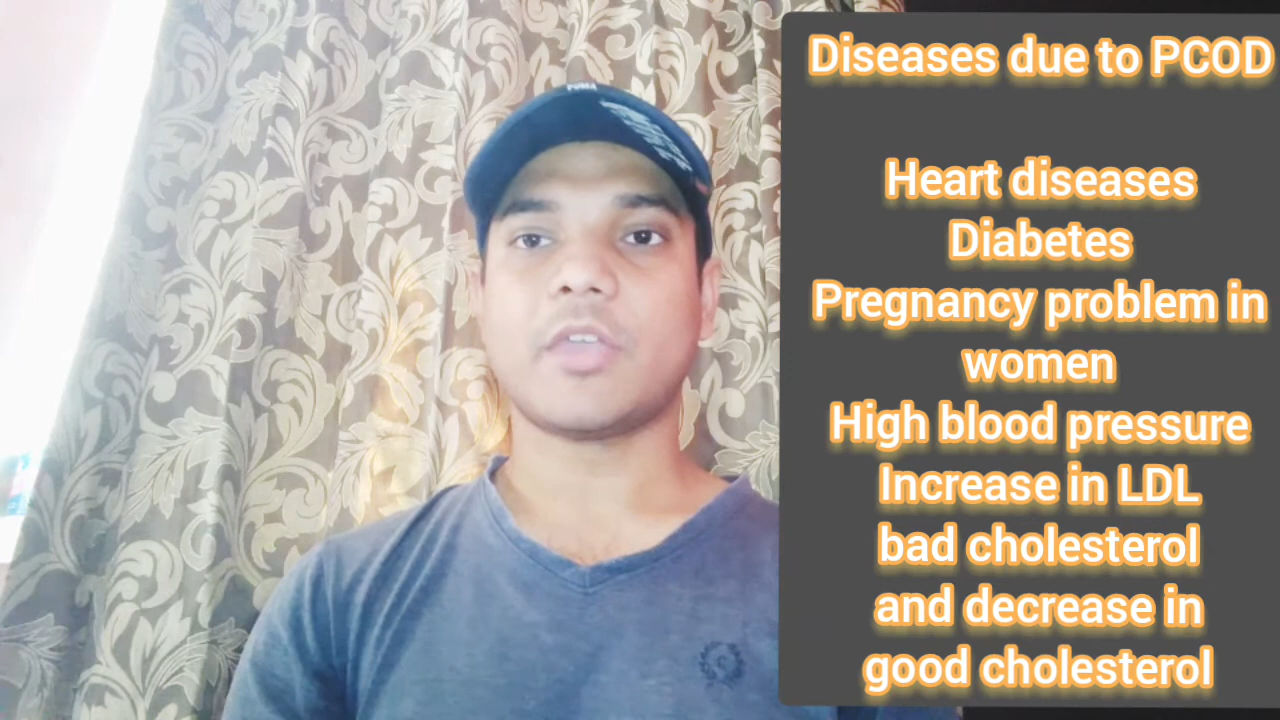 PUMA
Diseases due to PCOD
Heart diseases
Diabetes
Pregnancy problem in
women
High blood pressure
Increase in LDL
bad cholesterol
and decrease in
good cholesterol